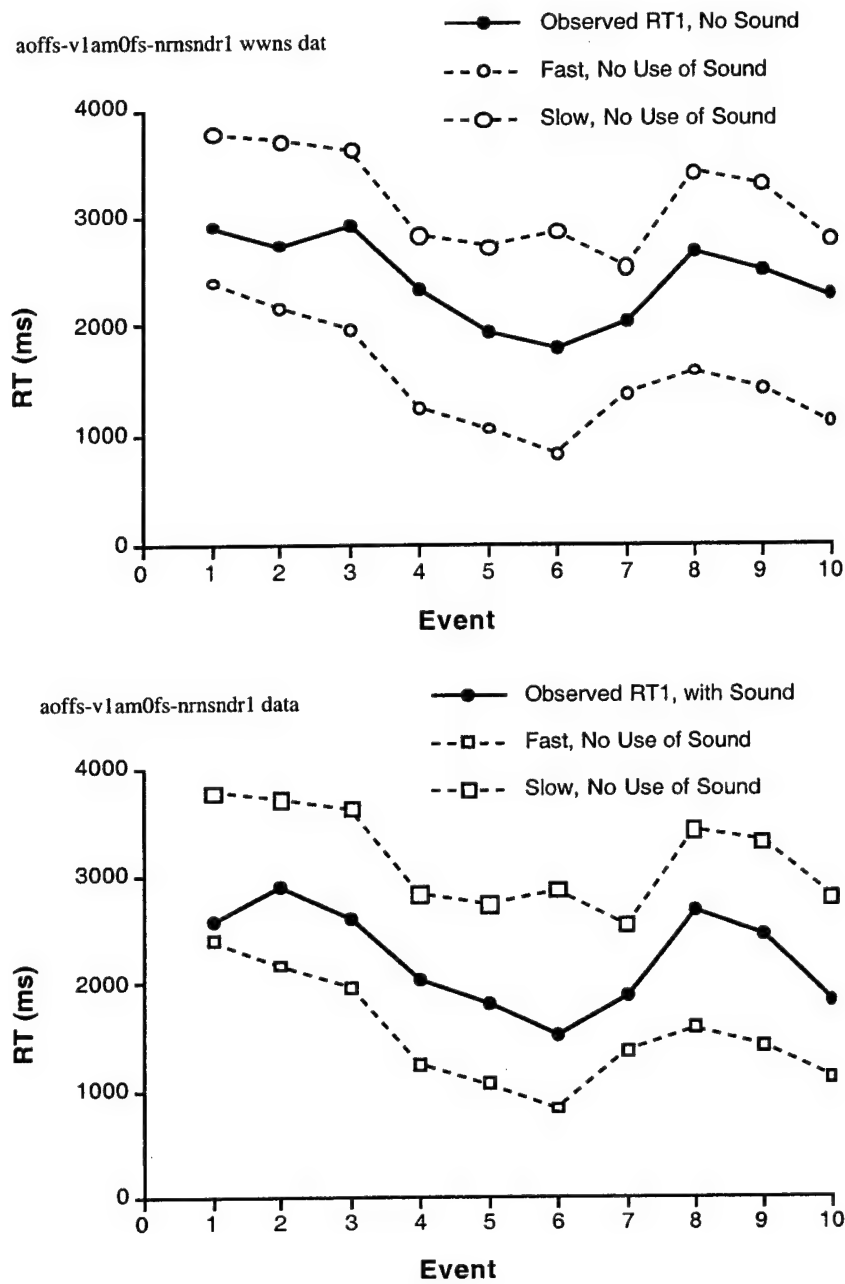 aoffs-v1am0fs-nrnsndr1 wwns dat
Observed RT1, No Sound
Fast, No Use of Sound
Slow, No Use of Sound
4000
3000
2000
1000
0
RT (ms)
0 1 2 3 4 5 6 7 8 9 10
Event
aoffs-v1am0fs-nrnsndr1 data
Observed RT1, with Sound
Fast, No Use of Sound
Slow, No Use of Sound
4000
3000
2000
1000
0
RT (ms)
0 1 2 3 4 5 6 7 8 9 10
Event